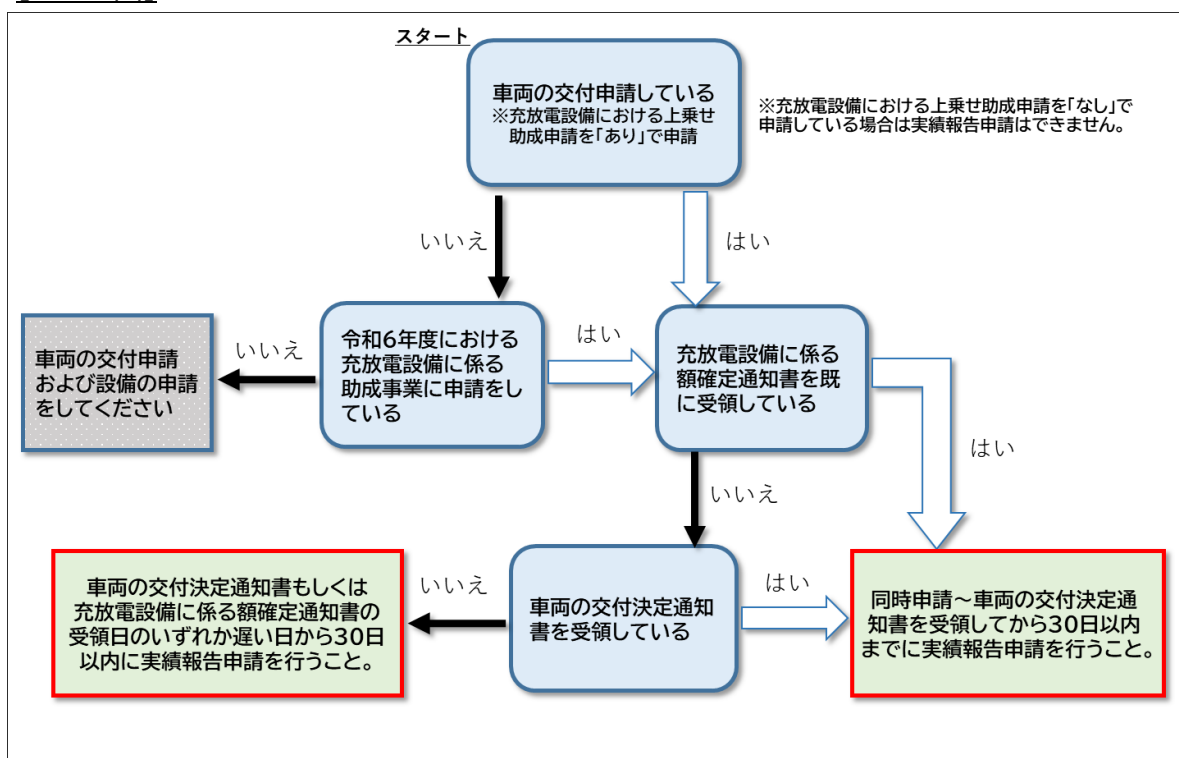 スタート
車両の交付申請している
※充放電設備における上乗せ
助成申請を「あり」で申請
※充放電設備における上乗せ助成申請を「なし」で
申請している場合は実績報告申請はできません。
いいえ
はい
車両の交付申請
および設備の申請
をしてください
いいえ
令和6年度における
充放電設備に係る
助成事業に申請をし
ている
はい
充放電設備に係る
額確定通知書を既
に受領している
はい
いいえ
車両の交付決定通知書もしくは
充放電設備に係る額確定通知書の
受領日のいずれか遅い日から30日
以内に実績報告申請を行うこと。
いいえ
車両の交付決定通知
書を受領している
はい
同時申請~車両の交付決定通
知書を受領してから30日以内
までに実績報告申請を行うこと。